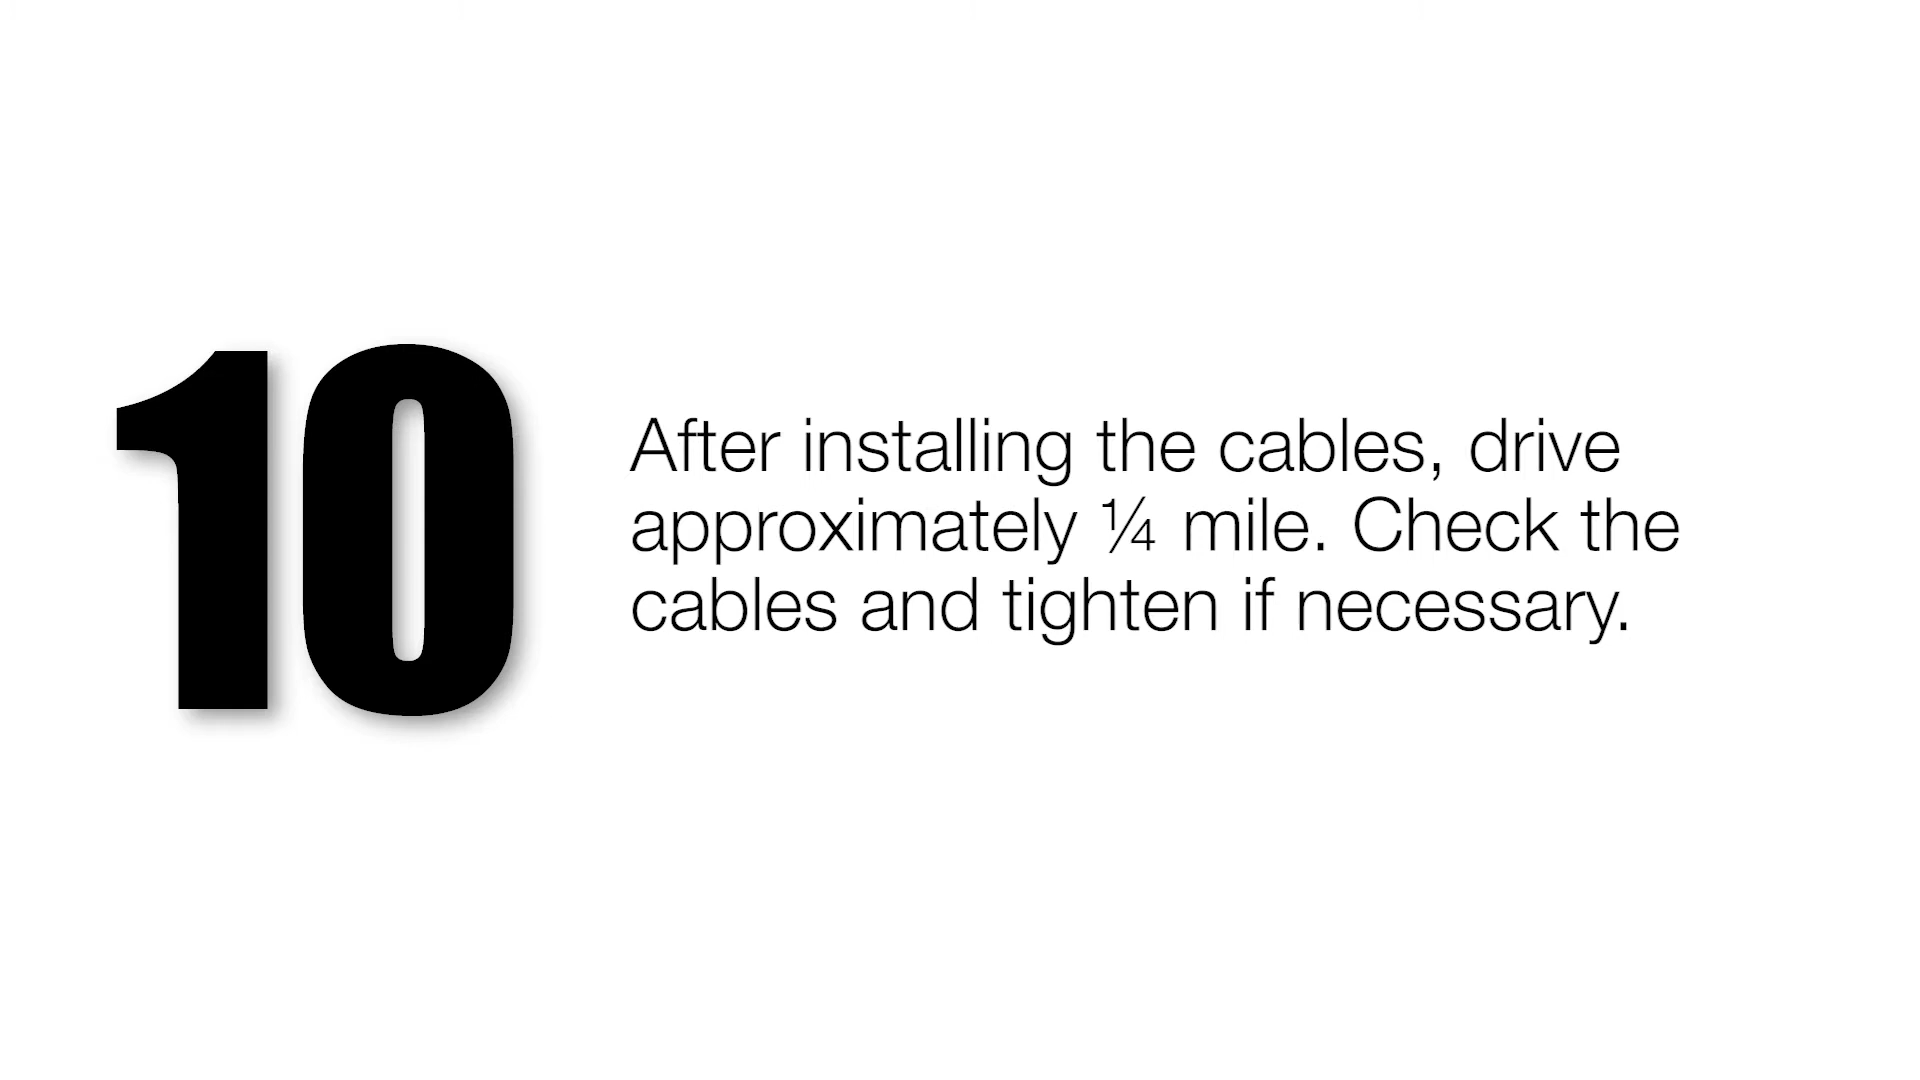 10
After installing the cables, drive
approximately ¼ mile. Check the
cables and tighten if necessary.